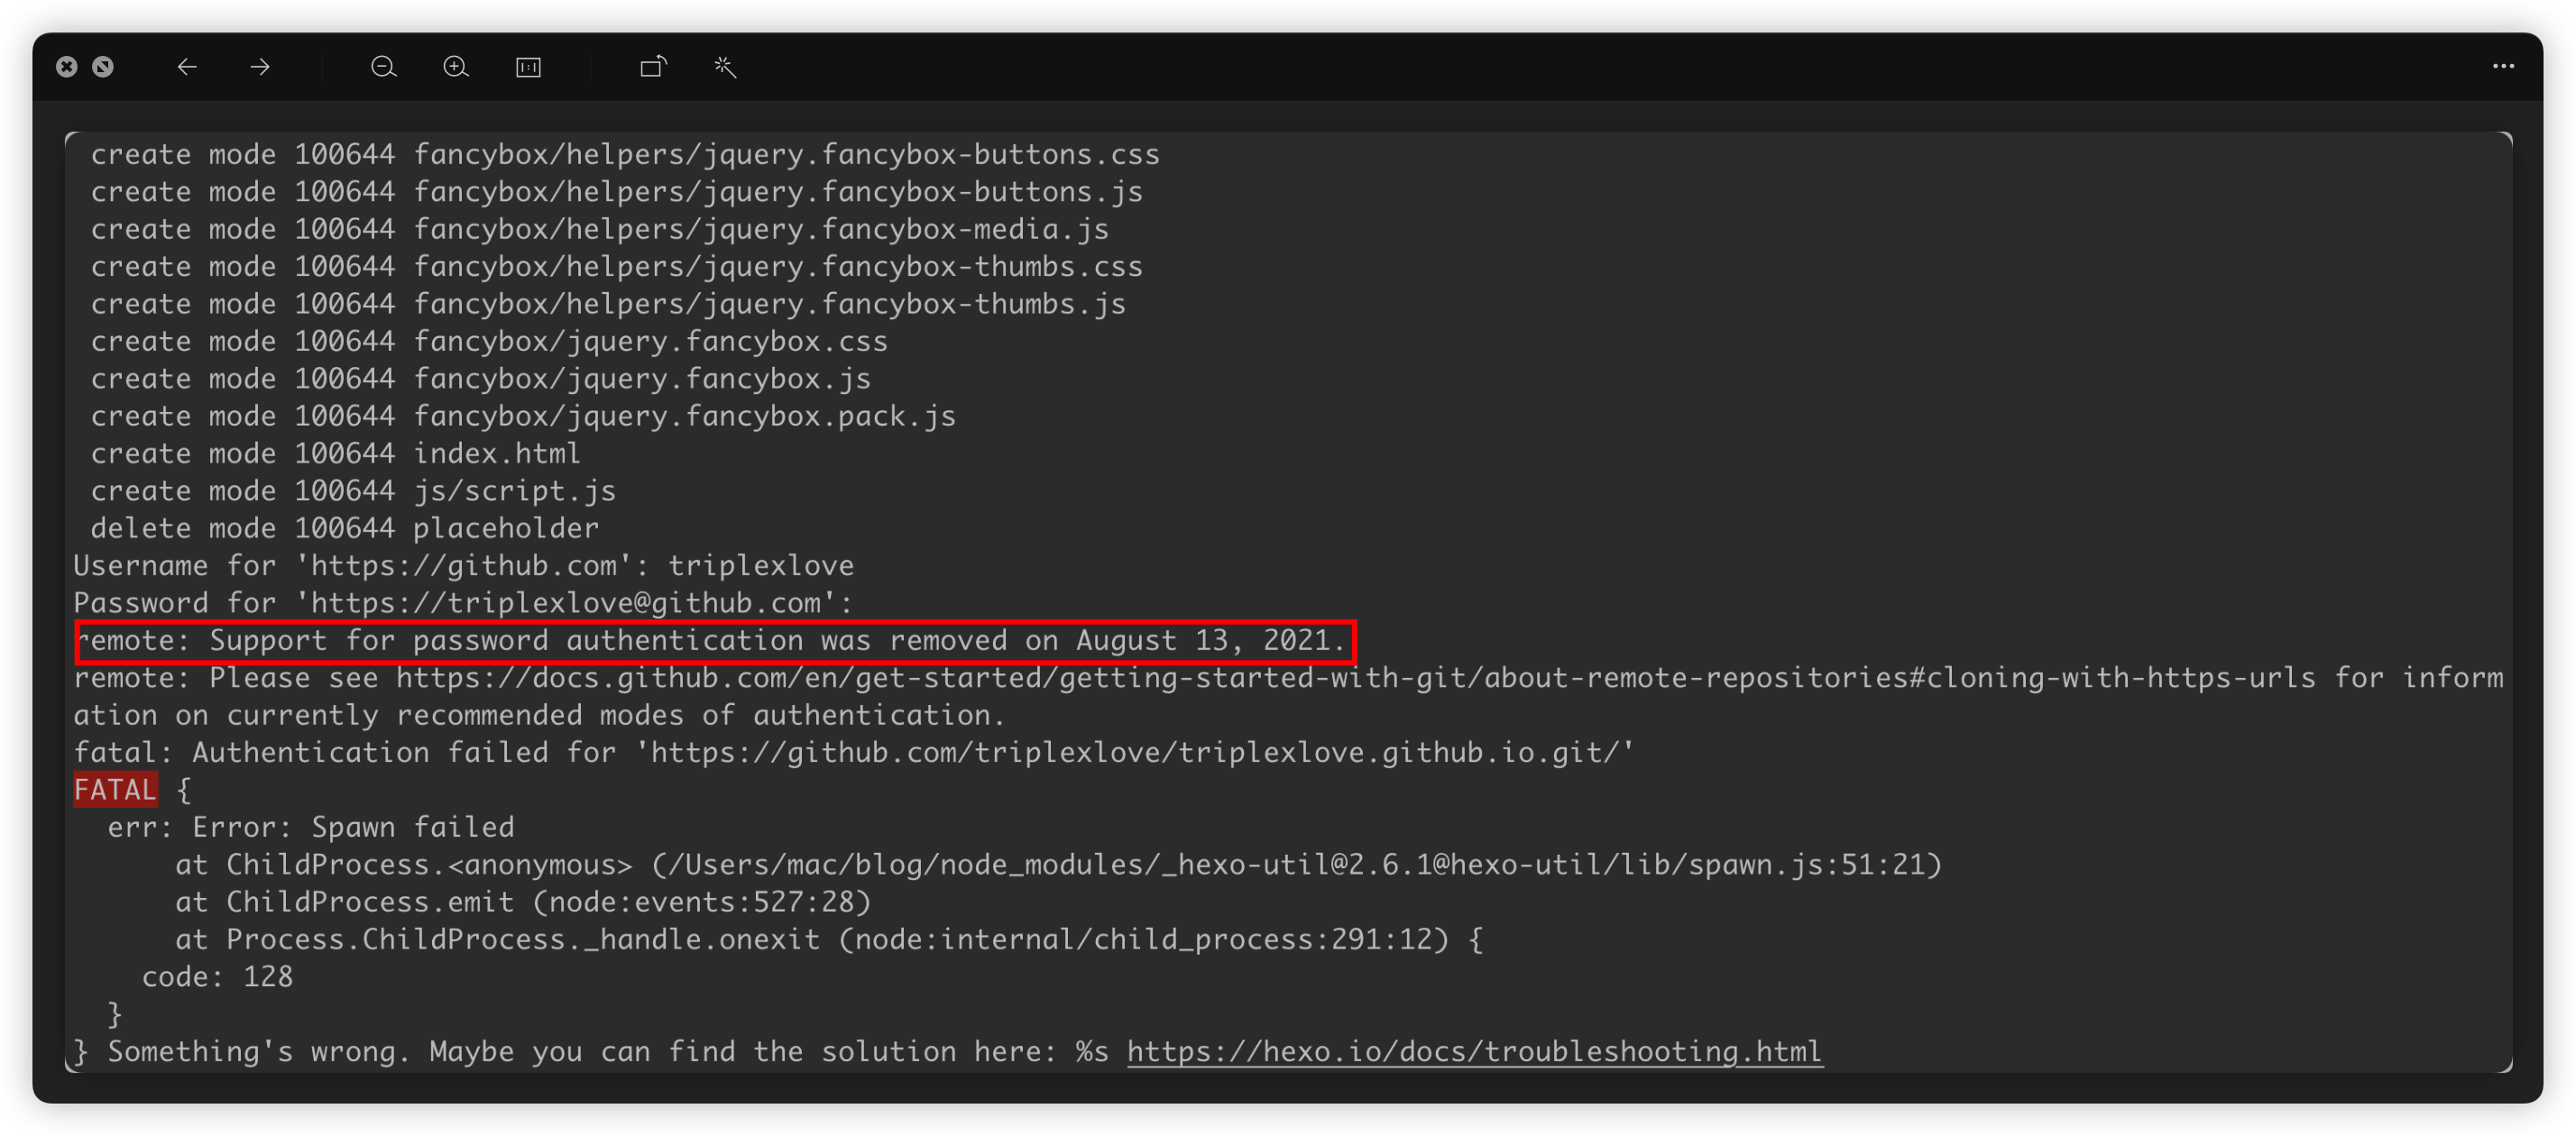 create mode 100644 fancybox/helpers/jquery.fancybox-buttons.css
create mode 100644 fancybox/helpers/jquery.fancybox-buttons.js
create mode 100644 fancybox/helpers/jquery.fancybox-media.js
create mode 100644 fancybox/helpers/jquery.fancybox-thumbs.css
create mode 100644 fancybox/helpers/jquery.fancybox-thumbs.js
create mode 100644 fancybox/jquery.fancybox.css
create mode 100644 fancybox/jquery.fancybox.js
create mode 100644 fancybox/jquery.fancybox.pack.js
create mode 100644 index.html
create mode 100644 js/script.js
delete mode 100644 placeholder
Username for 'https://github.com': triplexlove
Password for 'https://triplexlove@github.com':
remote: Support for password authentication was removed on August 13, 2021.
remote: Please see https://docs.github.com/en/get-started/getting-started-with-git/about-remote-repositories#cloning-with-https-urls for inform
ation on currently recommended modes of authentication.
fatal: Authentication failed for 'https://github.com/triplexlove/triplexlove.github.io.git/'
FATAL {
  err: Error: Spawn failed
      at ChildProcess.<anonymous> (/Users/mac/blog/node_modules/_hexo-util@2.6.1@hexo-util/lib/spawn.js:51:21)
      at ChildProcess.emit (node:events:527:28)
      at Process.ChildProcess._handle.onexit (node:internal/child_process:291:12) {
    code: 128
  }
} Something's wrong. Maybe you can find the solution here: %s https://hexo.io/docs/troubleshooting.html